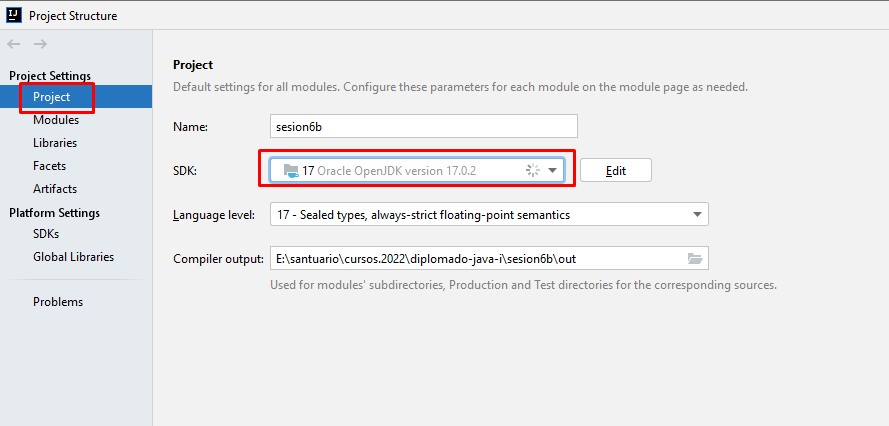 IJ Project Structure
Project Settings
Project
Modules
Libraries
Facets
Artifacts
Platform Settings
SDKs
Global Libraries
Problems
Project
Default settings for all modules. Configure these parameters for each module on the module page as needed.
Name: sesion6b
SDK: 17 Oracle OpenJDK version 17.0.2 Edit
Language level: 17 - Sealed types, always-strict floating-point semantics
Compiler output: E:\santuario\cursos.2022\diplomado-java-i\sesion6b\out
Used for modules' subdirectories, Production and Test directories for the corresponding sources.